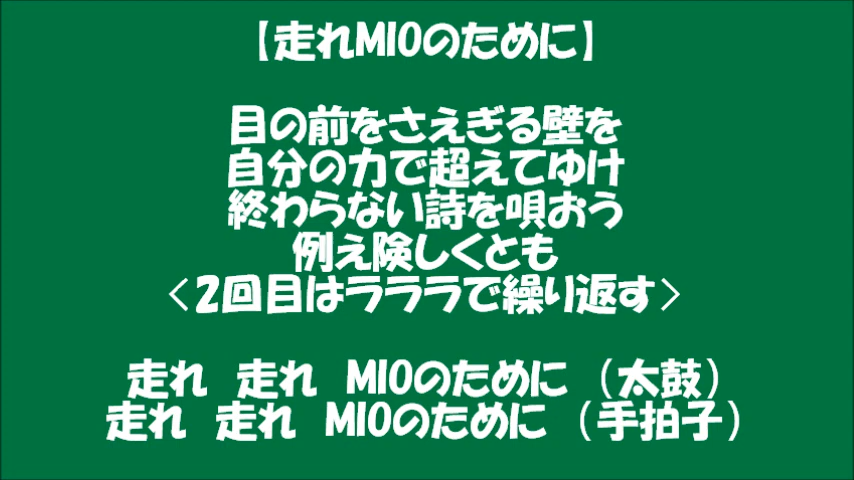 【走れMIOのために】
目の前をさえぎる壁を
自分の力で超えてゆけ
終わらない詩を唄おう
例え険しくとも
<2回目はラララで繰り返す>
走れ 走れ MIOのために (太鼓)
走れ 走れ MIOのために (手拍子)